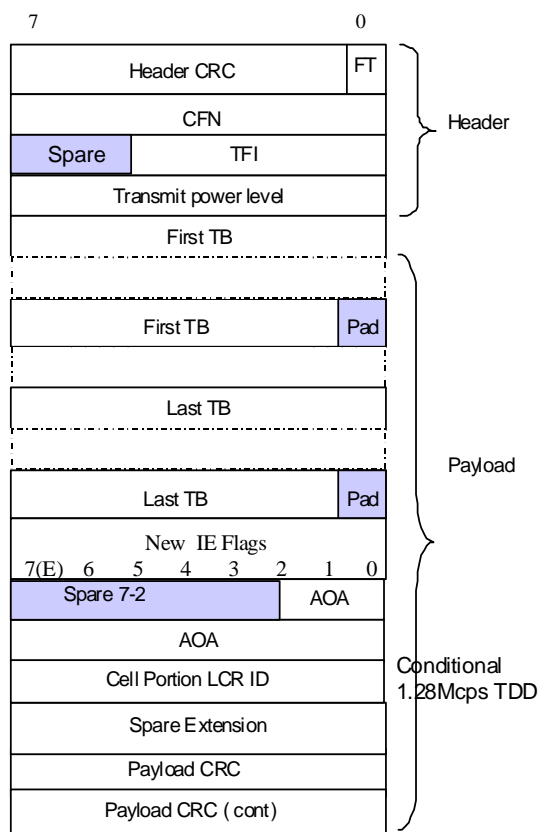 7 0
Header CRC FT
CFN
Header
Spare TFI
Transmit power level
First TB
First TB Pad
Last TB
Payload
Last TB Pad
New IE Flags
7(E) 6 5 4 3 2 1 0
Spare 7-2 AOA
AOA
Conditional
1.28Mcps TDD
Cell Portion LCR ID
Spare Extension
Payload CRC
Payload CRC ( cont)